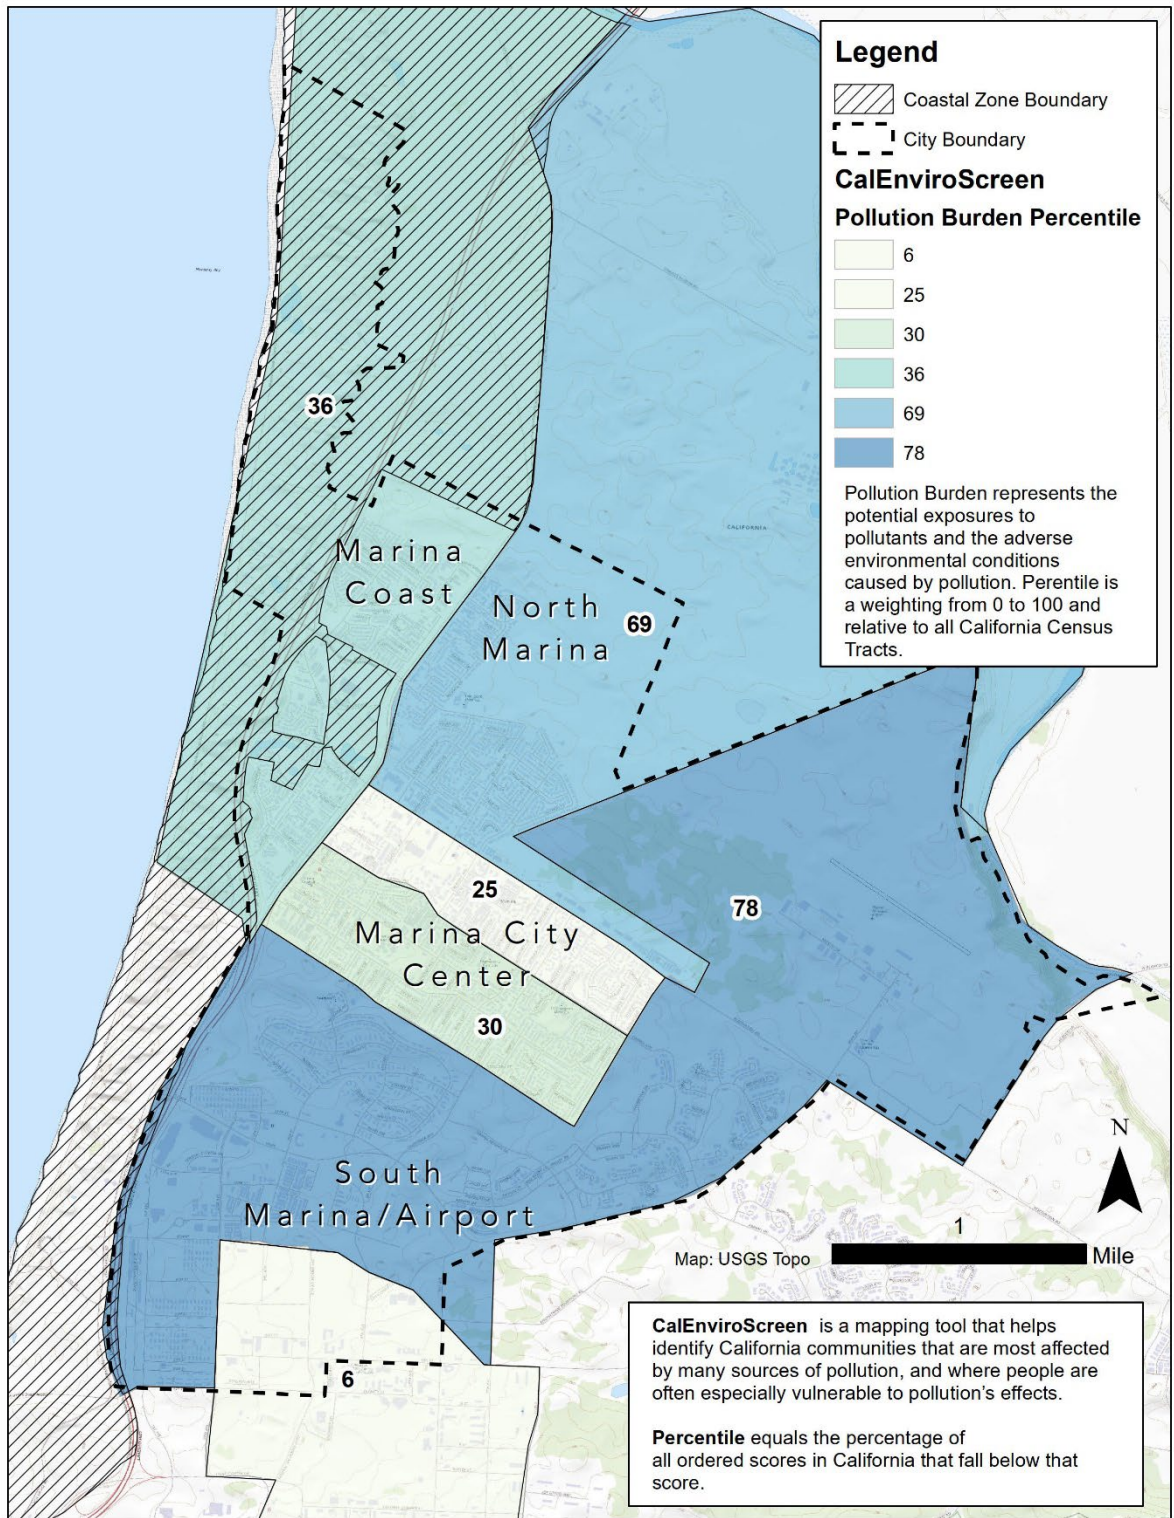 Legend
Coastal Zone Boundary
City Boundary
CalEnviroScreen
Pollution Burden Percentile
6
25
30
36
69
78
Pollution Burden represents the
potential exposures to
pollutants and the adverse
environmental conditions
caused by pollution. Perentile is
a weighting from 0 to 100 and
relative to all California Census
Tracts.
36
CALIFORNIA
Marina
Coast
North
Marina
69
25
78
Marina City
Center
30
South
Marina/Airport
6
N
1
Map: USGS Topo
Mile
CalEnviroScreen is a mapping tool that helps
identify California communities that are most affected
by many sources of pollution, and where people are
often especially vulnerable to pollution's effects.
Percentile equals the percentage of
all ordered scores in California that fall below that
score.